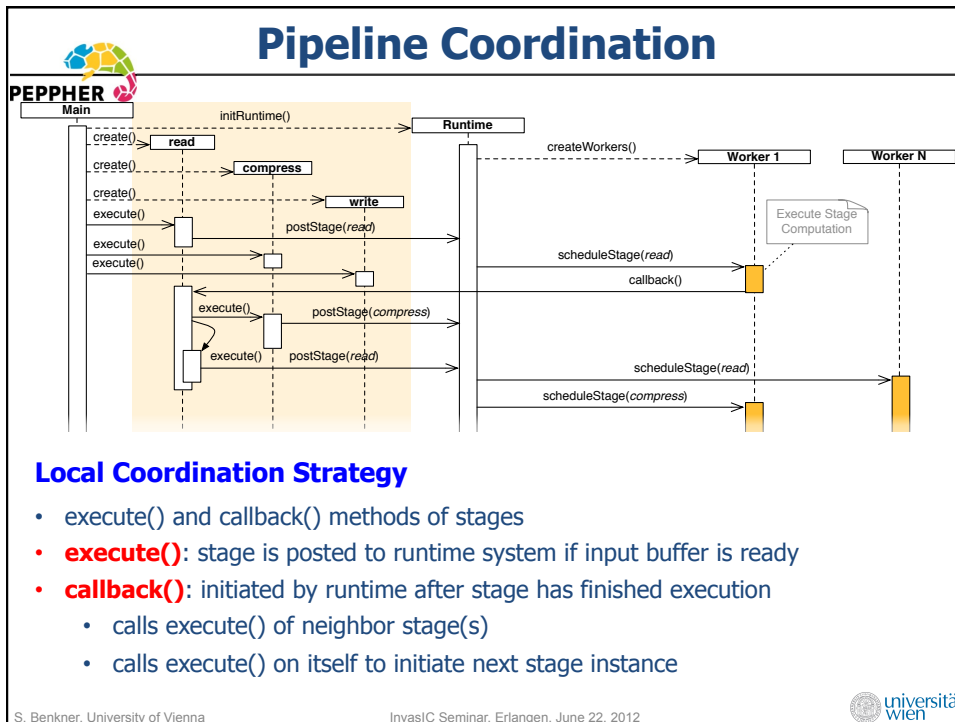 Pipeline Coordination
PEPPHER
Main
initRuntime()
Runtime
create()
read
createWorkers()
Worker 1
Worker N
create()
compress
create()
write
execute()
postStage(read)
Execute Stage
Computation
execute()
scheduleStage(read)
execute()
callback()
execute()
postStage(compress)
execute()
postStage(read)
scheduleStage(read)
scheduleStage(compress)
Local Coordination Strategy
• execute() and callback() methods of stages
• execute(): stage is posted to runtime system if input buffer is ready
• callback(): initiated by runtime after stage has finished execution
• calls execute() of neighbor stage(s)
• calls execute() on itself to initiate next stage instance
S. Benkner, University of Vienna
InvasIC Seminar, Erlangen, June 22, 2012
universität
wien